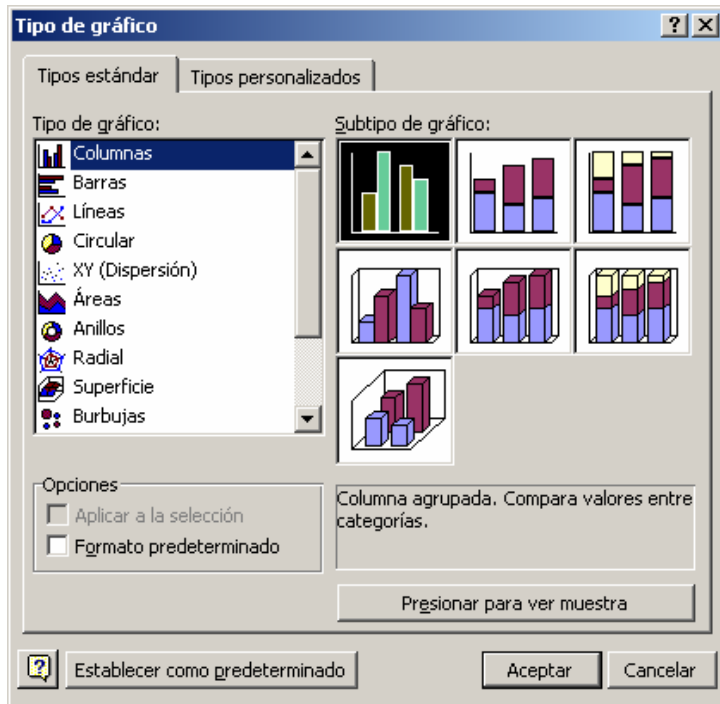 Tipo de gráfico
Tipos estándar
Tipos personalizados
Tipo de gráfico:
Columnas
Barras
Líneas
Circular
XY (Dispersión)
Áreas
Anillos
Radial
Superficie
Burbujas
Subtipo de gráfico:
Opciones
Aplicar a la selección
Formato predeterminado
Columna agrupada. Compara valores entre
categorías.
Presionar para ver muestra
Establecer como predeterminado
Aceptar
Cancelar